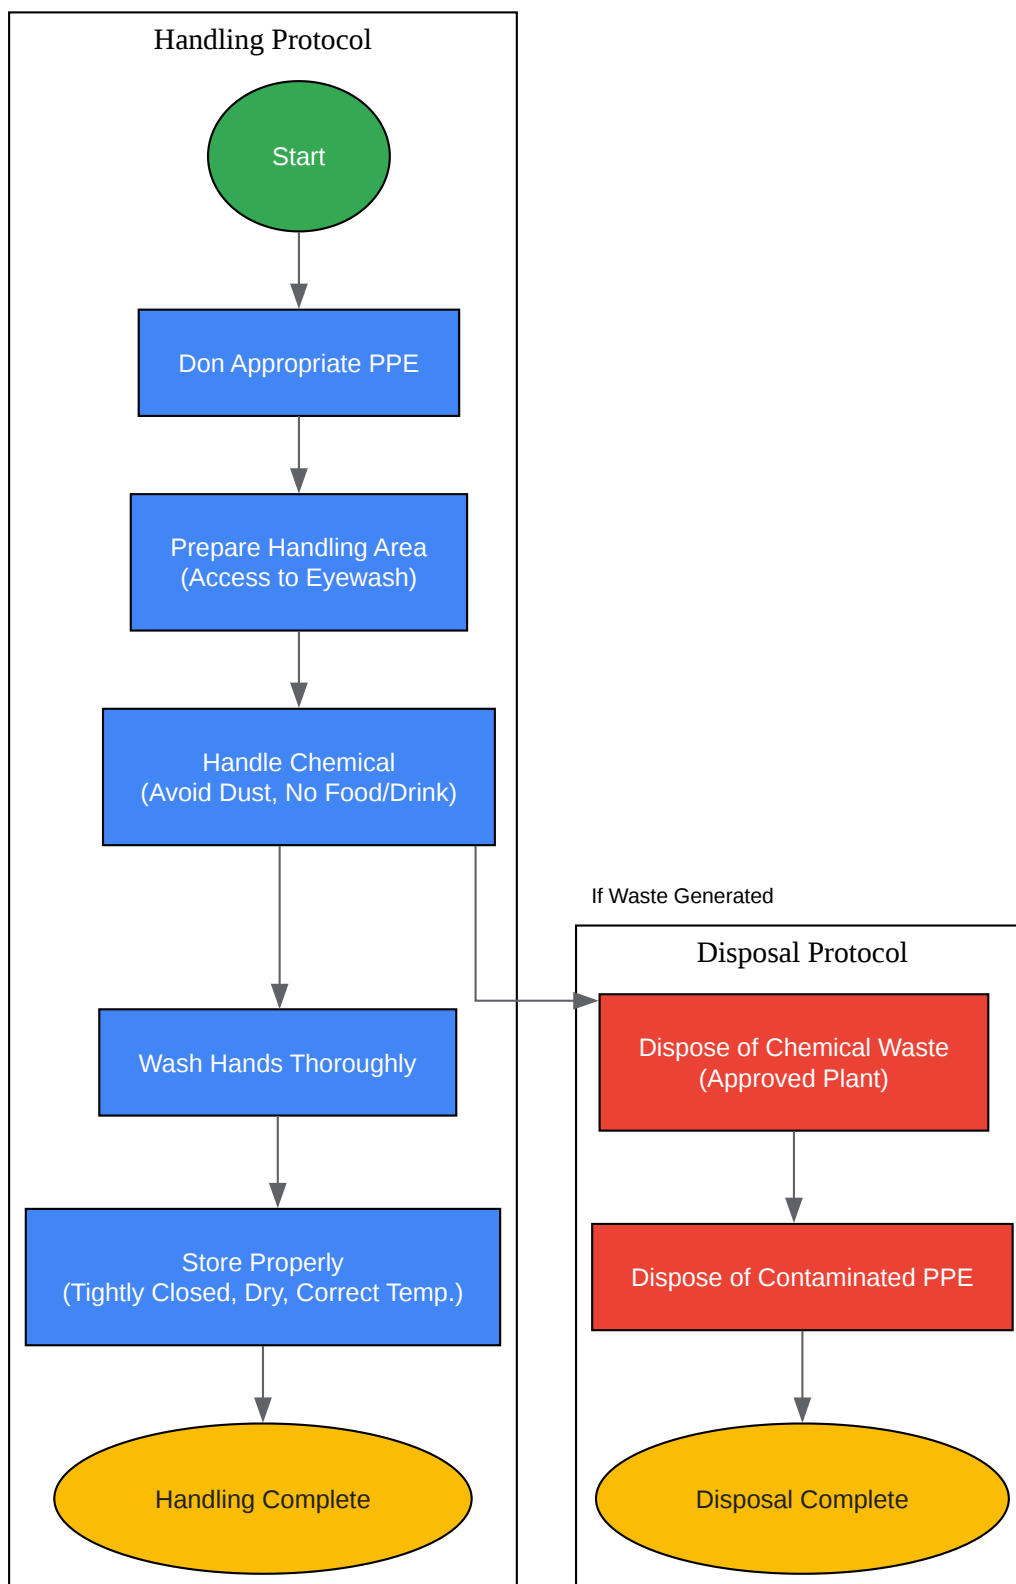 Handling Protocol
Start
Don Appropriate PPE
Prepare Handling Area
(Access to Eyewash)
Handle Chemical
(Avoid Dust, No Food/Drink)
Wash Hands Thoroughly
Store Properly
(Tightly Closed, Dry, Correct Temp.)
Handling Complete
If Waste Generated
Disposal Protocol
Dispose of Chemical Waste
(Approved Plant)
Dispose of Contaminated PPE
Disposal Complete